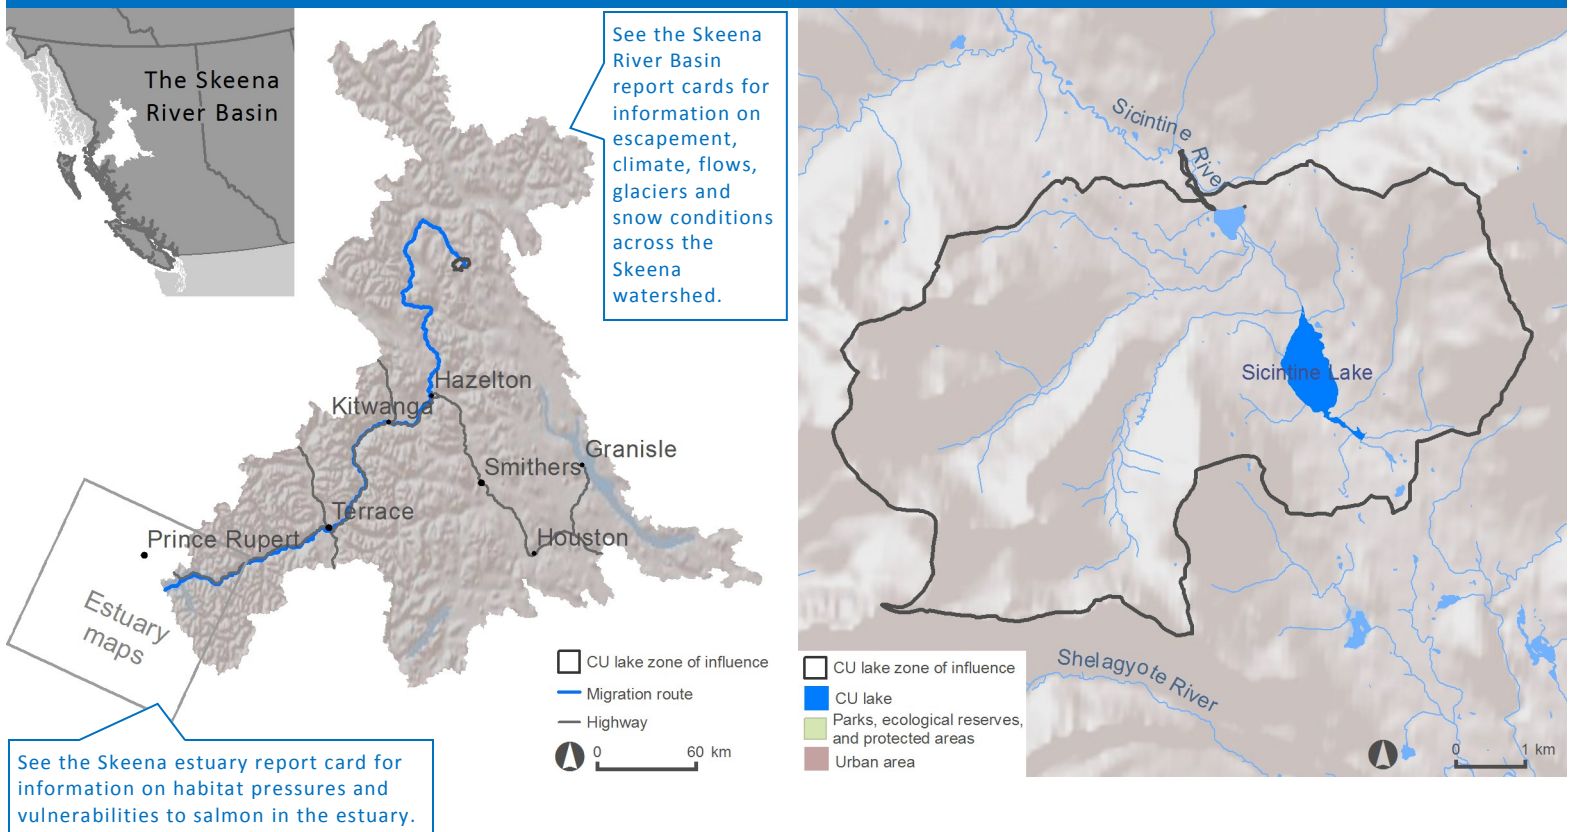 The Skeena
River Basin
See the Skeena
River Basin
report cards for
information on
escapement,
climate, flows,
glaciers and
snow conditions
across the
Skeena
watershed.
Hazelton
Kitwanga
Granisle
Smithers
Terrace
Prince Rupert
Houston
Estuary
maps
CU lake zone of influence
Migration route
Highway
0 60 km
See the Skeena estuary report card for
information on habitat pressures and
vulnerabilities to salmon in the estuary.
Sicintine River
Sicintine Lake
Shelagyote River
CU lake zone of influence
CU lake
Parks, ecological reserves,
and protected areas
Urban area
0 1 km